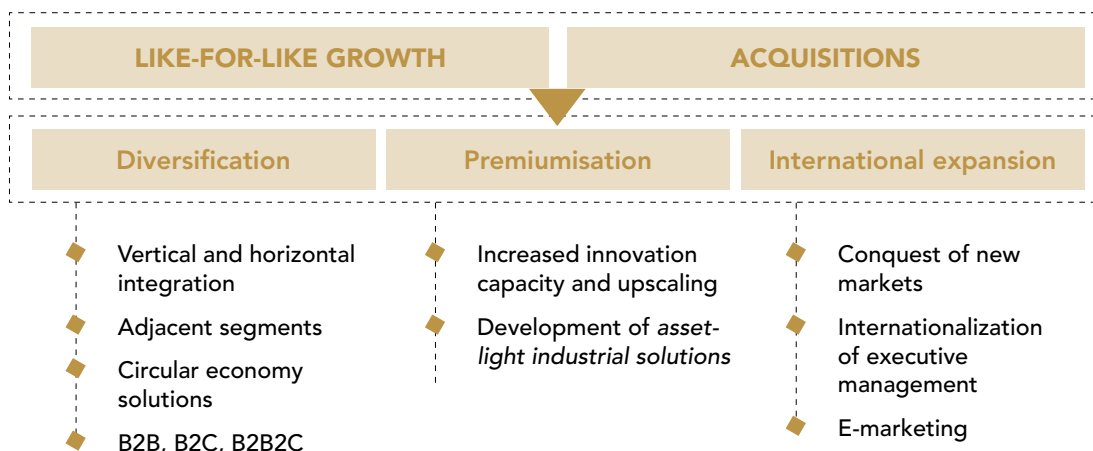 LIKE-FOR-LIKE GROWTH
ACQUISITIONS
Diversification
Premiumisation
International expansion
Vertical and horizontal
integration
Adjacent segments
Circular economy
solutions
B2B, B2C, B2B2C
Increased innovation
capacity and upscaling
Development of asset-
light industrial solutions
Conquest of new
markets
Internationalization
of executive
management
E-marketing